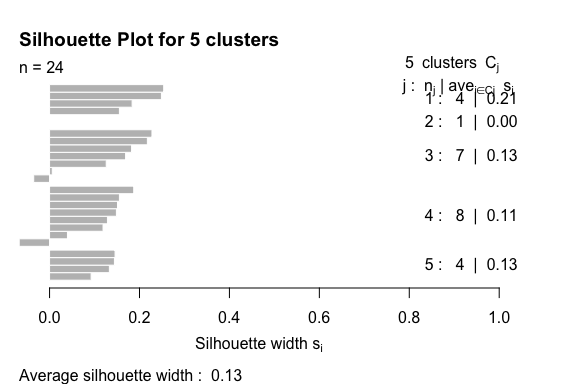 Silhouette Plot for 5 clusters
n = 24
5 clusters Cj
j : nj | avei∈Cj si
1 : 4 | 0.21
2 : 1 | 0.00
3 : 7 | 0.13
4 : 8 | 0.11
5 : 4 | 0.13
0.0 0.2 0.4 0.6 0.8 1.0
Silhouette width si
Average silhouette width : 0.13